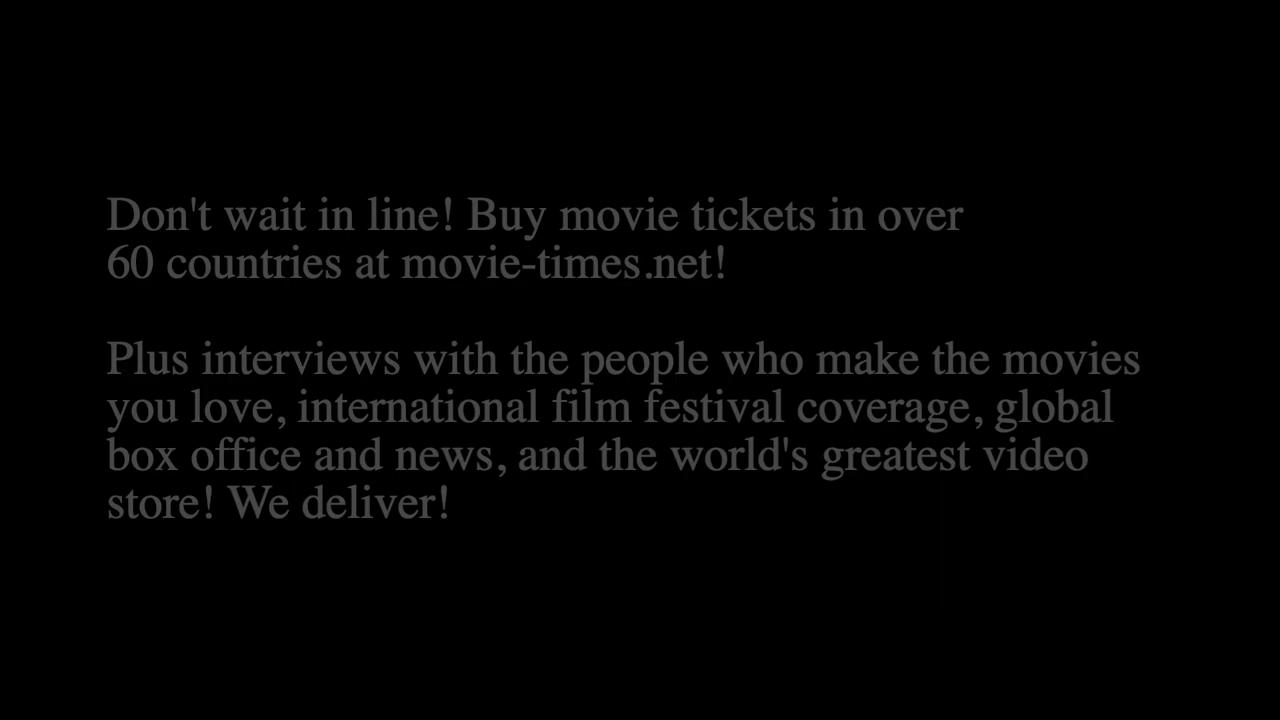 Don't wait in line! Buy movie tickets in over
60 countries at movie-times.net!
Plus interviews with the people who make the movies
you love, international film festival coverage, global
box office and news, and the world's greatest video
store! We deliver!